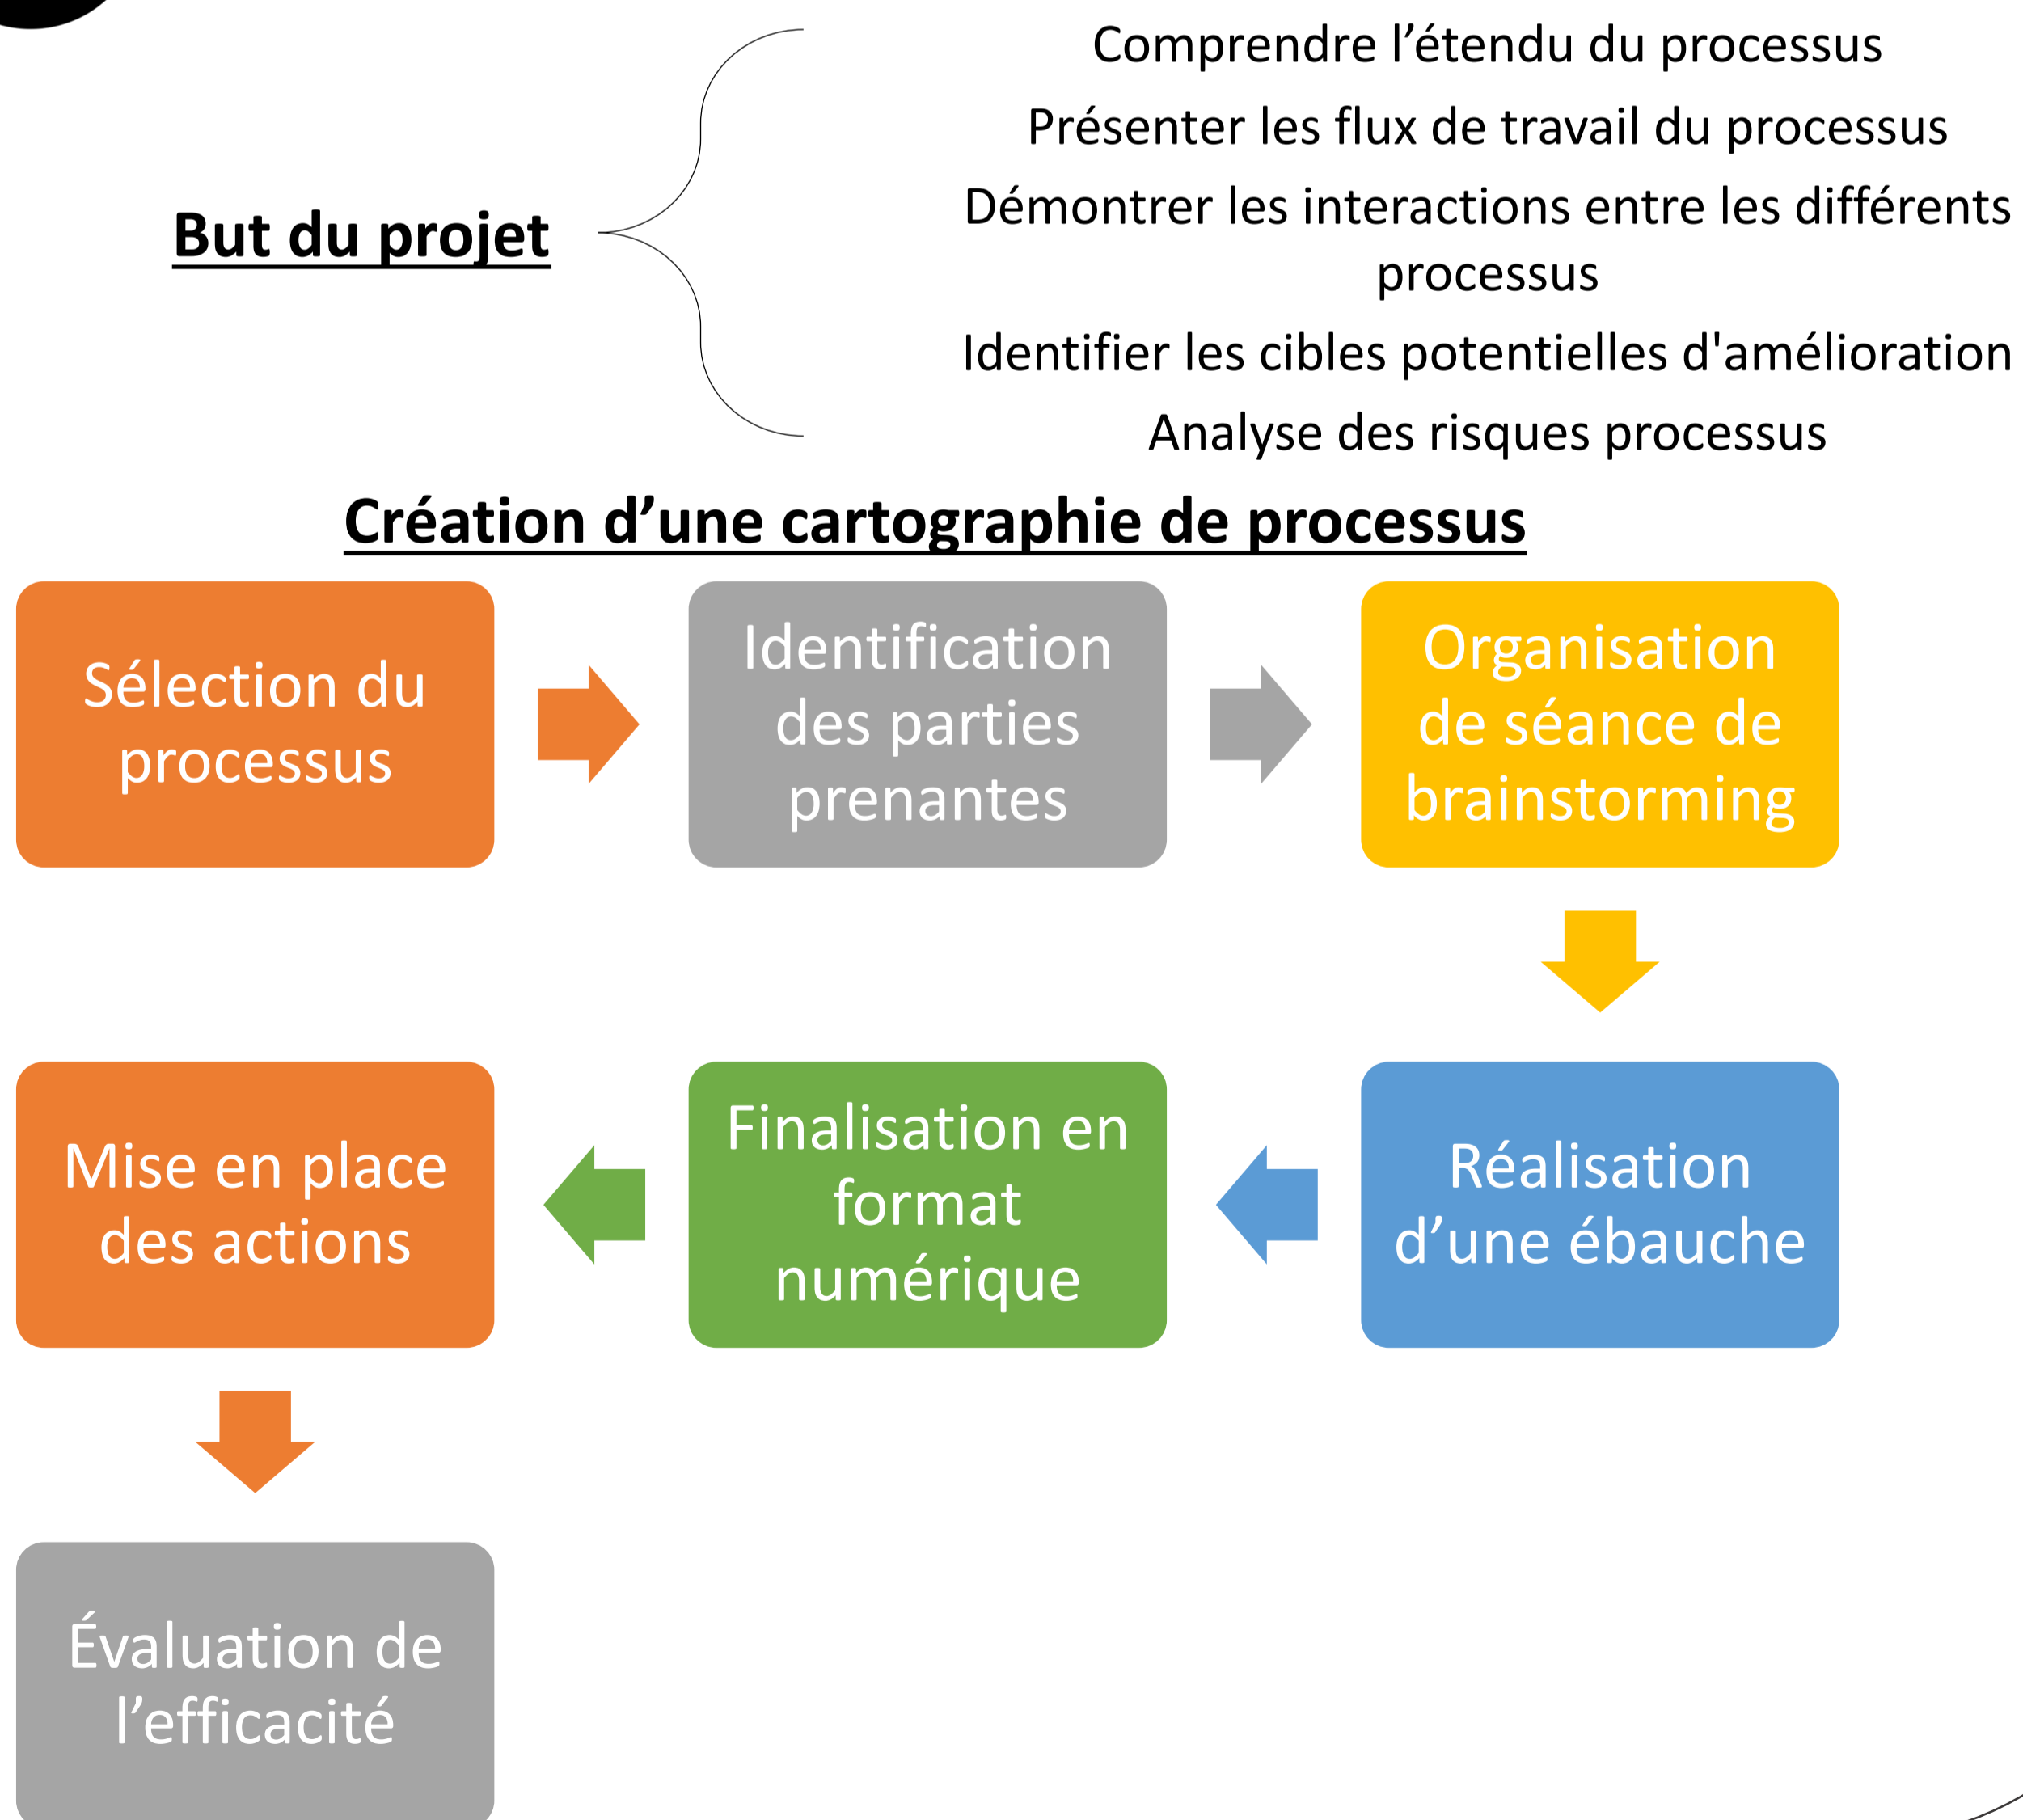 But du projet
Comprendre l’étendu du processus
Présenter les flux de travail du processus
Démontrer les interactions entre les différents
processus
Identifier les cibles potentielles d'amélioration
Analyse des risques processus
Création d’une cartographie de processus
Sélection du
processus
Identification
des parties
prenantes
Organisation
de séance de
brainstorming
Réalisation
d’une ébauche
Finalisation en
format
numérique
Mise en place
des actions
Évaluation de
l’efficacité